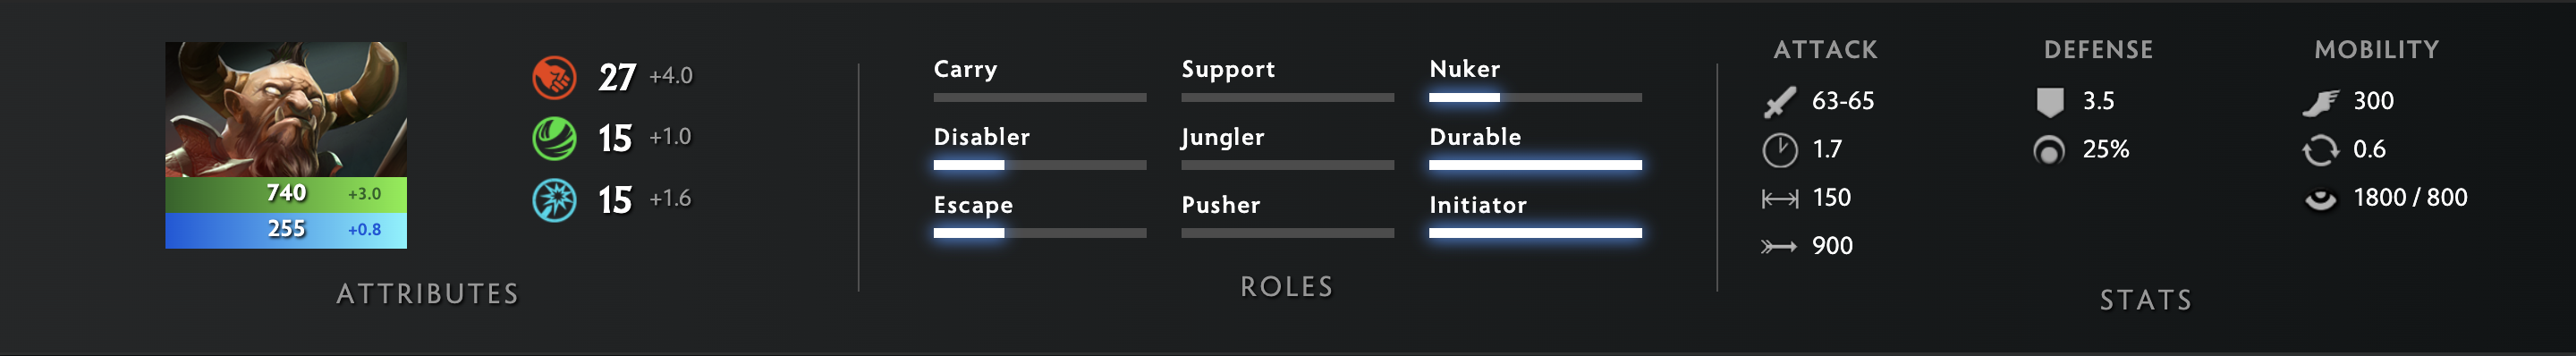 740 +3.0
255 +0.8
27 +4.0
15 +1.0
15 +1.6
ATTRIBUTES
Carry Support Nuker
Disabler Jungler Durable
Escape Pusher Initiator
ROLES
ATTACK DEFENSE MOBILITY
63-65 3.5 300
1.7 25% 0.6
150 1800 / 800
900
STATS